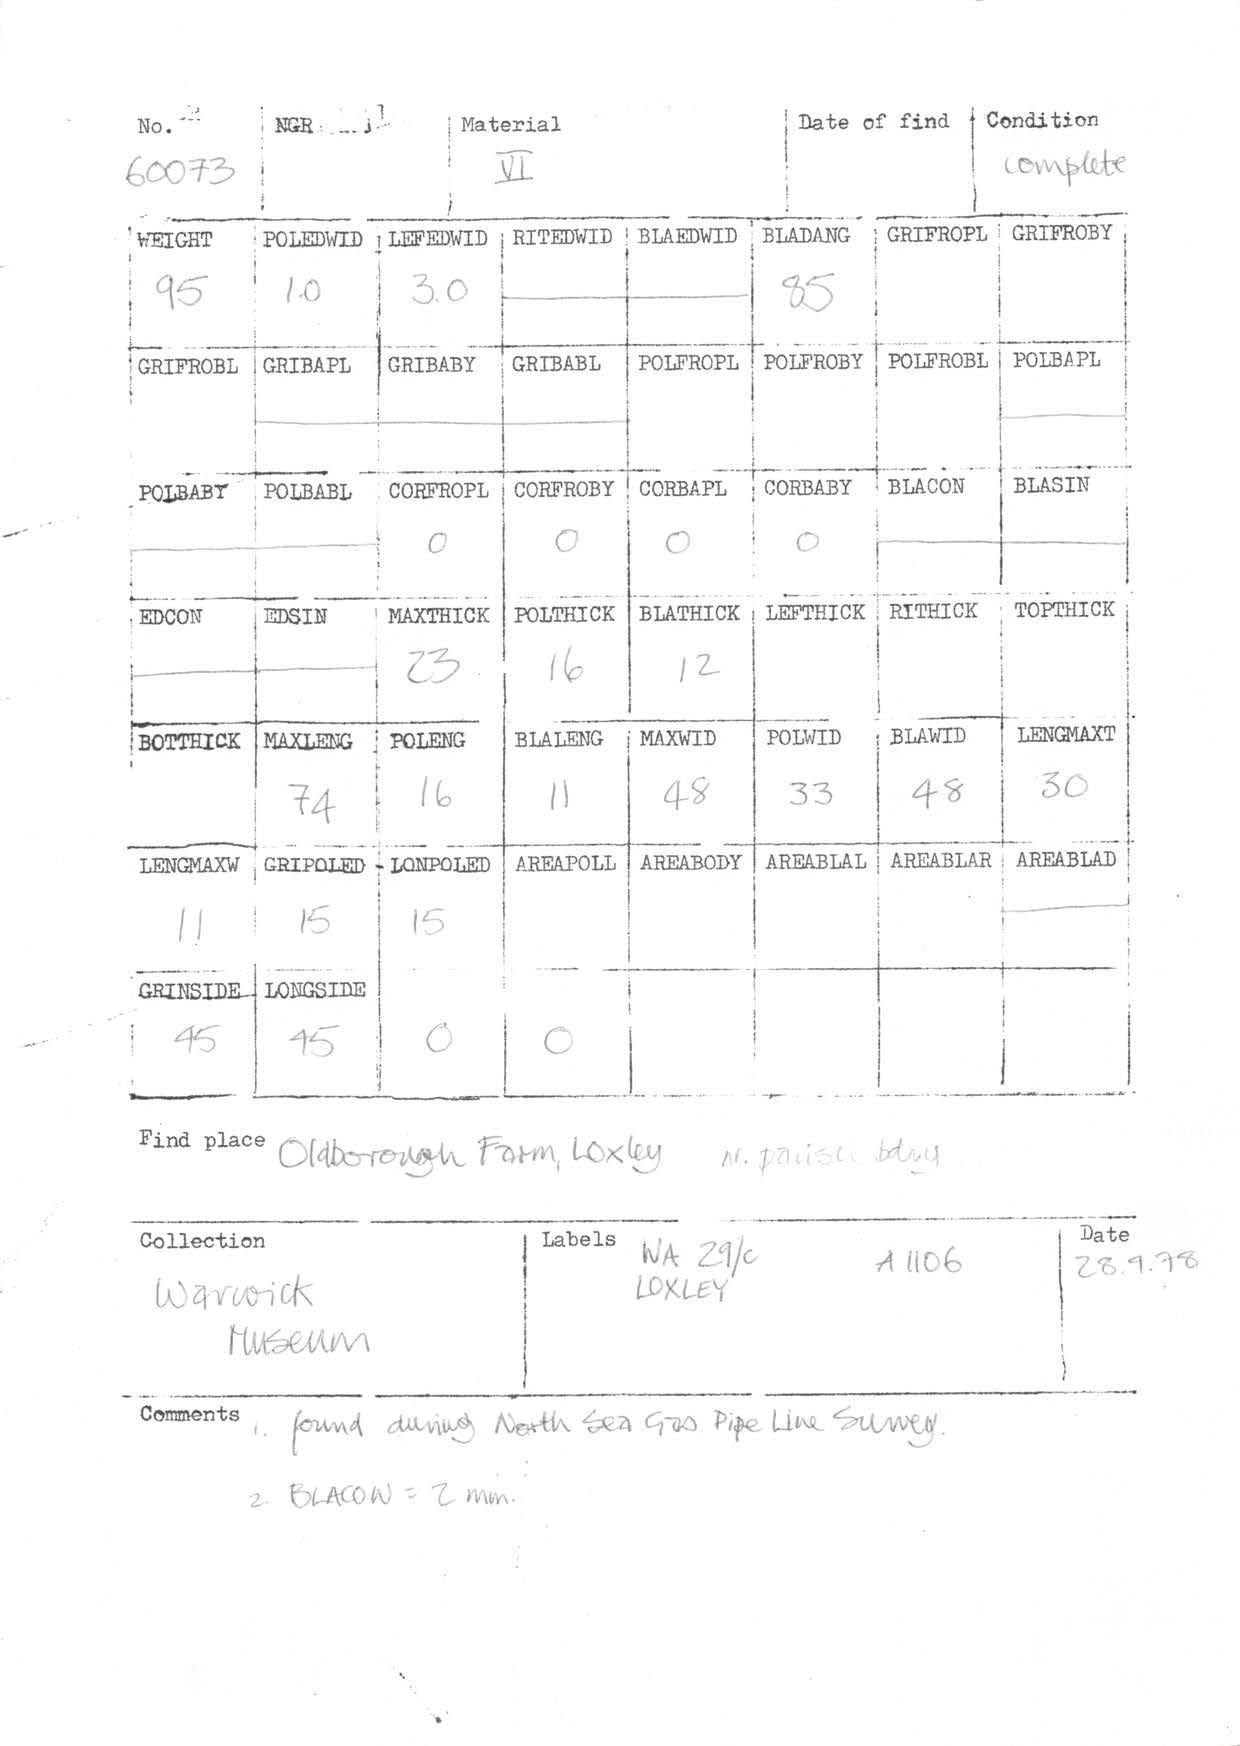 No. NGR Material Date of find Condition
60073 VI complete
WEIGHT POLEDWID LEFEDWID RITEDWID BLAEDWID BLADANG GRIFROPL GRIFROBY
95 1.0 3.0 85
GRIFROBL GRIBAPL GRIBABY GRIBABL POLFROPL POLFROBY POLFROBL POLBAPL
POLBABY POLBABL CORFROPL CORFROBY CORBAPL CORBABY BLACON BLASIN
0 0 0 0
EDCON EDSIN MAXTHICK POLTHICK BLATHICK LEFTHICK RITHICK TOPTHICK
23 16 12
BOTTHICK MAXLENG POLENG BLALENG MAXWID POLWID BLAWID LENGMAXT
74 16 11 48 33 48 30
LENGMAXW GRIPOLED LONPOLED AREAPOLL AREABODY AREABLAL AREABLAR AREABLAD
11 15 15
GRINSIDE LONGSIDE
45 45 0 0
Find place Oldborough Farm, Loxley nr. parish bdry
Collection Labels WA 29/c A 1106 Date
LOXLEY 28.9.78
Warwick
Museum
Comments 1. found during North Sea Gas Pipe Line Survey.
2. BLACON = 2 mm.